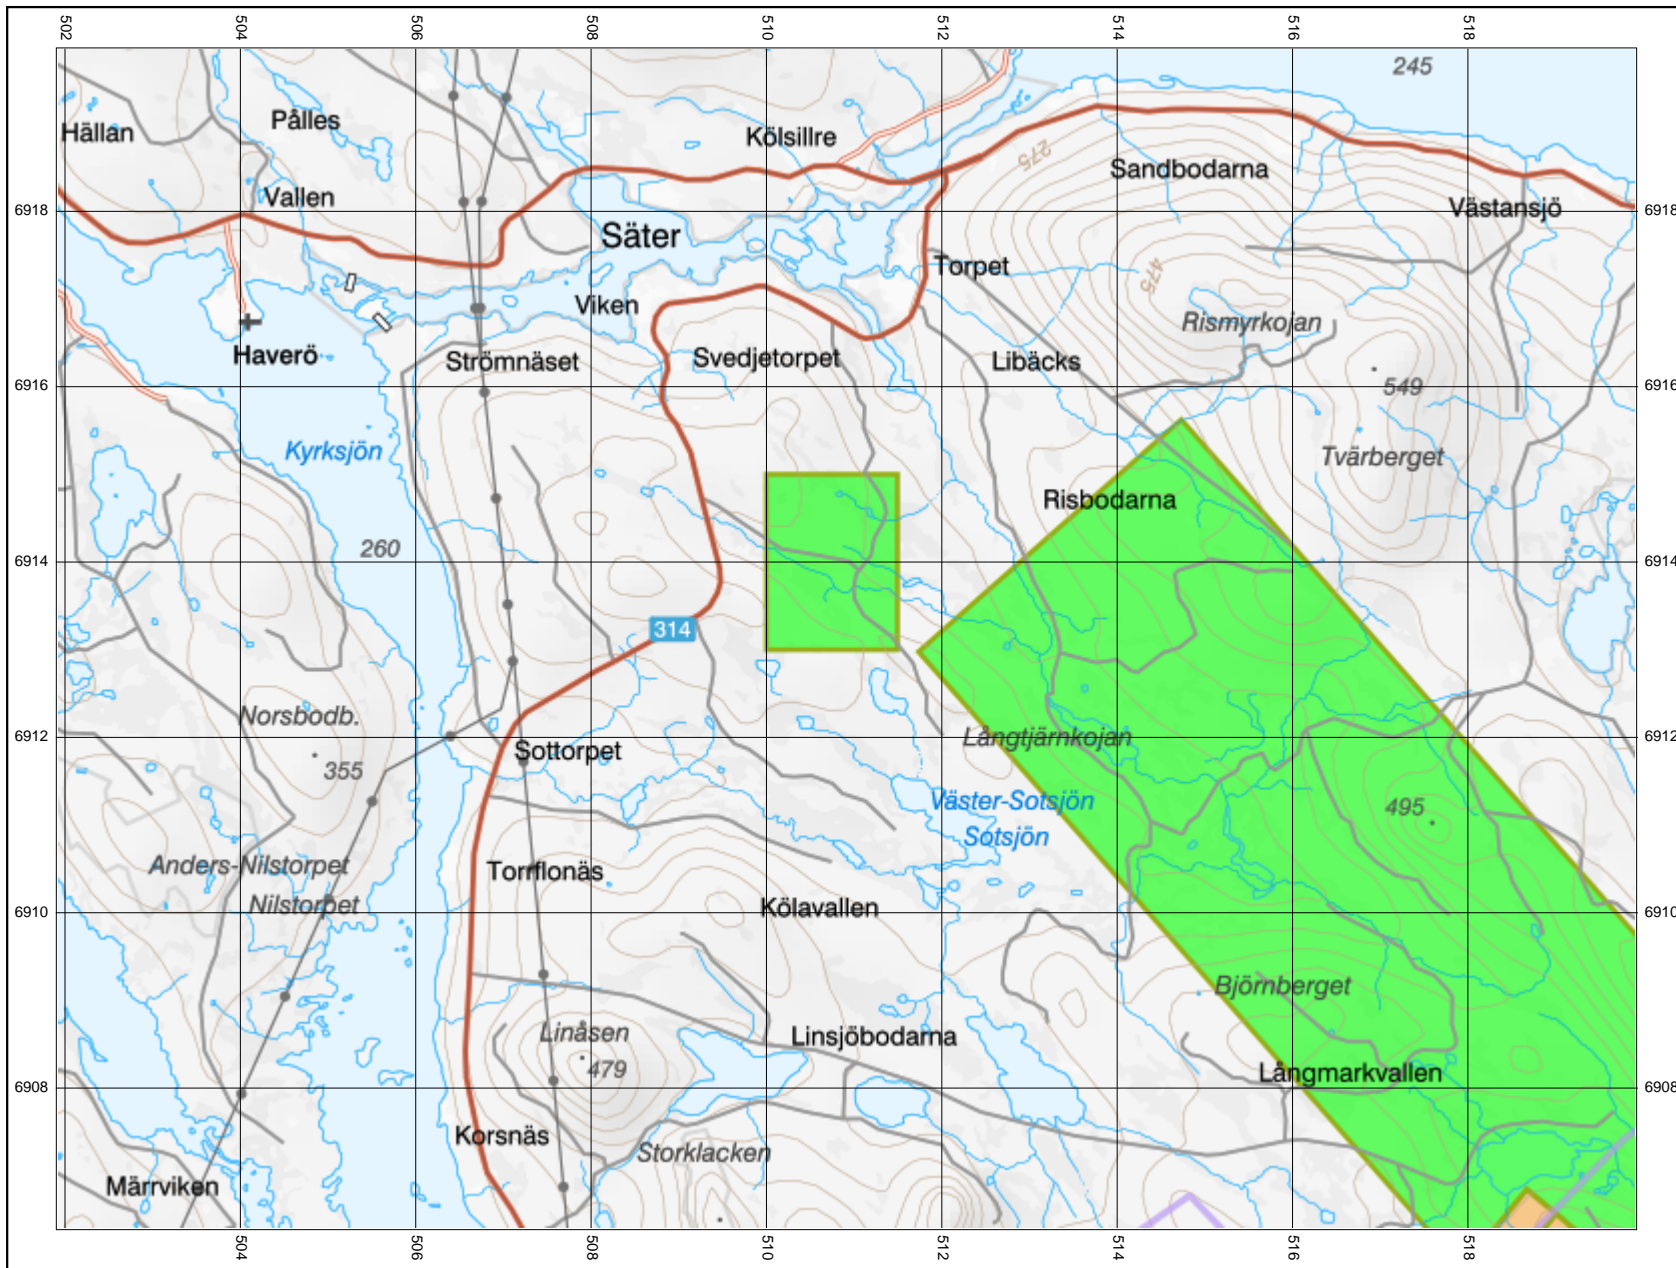 502 504 506 508 510 512 514 516 518
245
Pålles
Hällan
Kölsillre
275
Sandbodarna
Vallen
6918
Västansjö
6918
Säter
Torpet
475
Viken
Rismyrkojan
Haverö
Strömnäset
Svedjetorpet
Libäcks
6916
549
6916
Kyrksjön
Tvärberget
Risbodarna
260
6914
6914
314
Norsbodb.
6912
Långtjärnkojan
6912
355
Sottorpet
Väster-Sotsjön
495
Sotsjön
Anders-Nilstorpet
Torrflonäs
Nilstorpet
Kölavallen
6910
6910
Björnberget
Linåsen
Linsjöbodarna
479
Långmarkvallen
6908
6908
Korsnäs
Storklacken
Märrviken
504 506 508 510 512 514 516 518